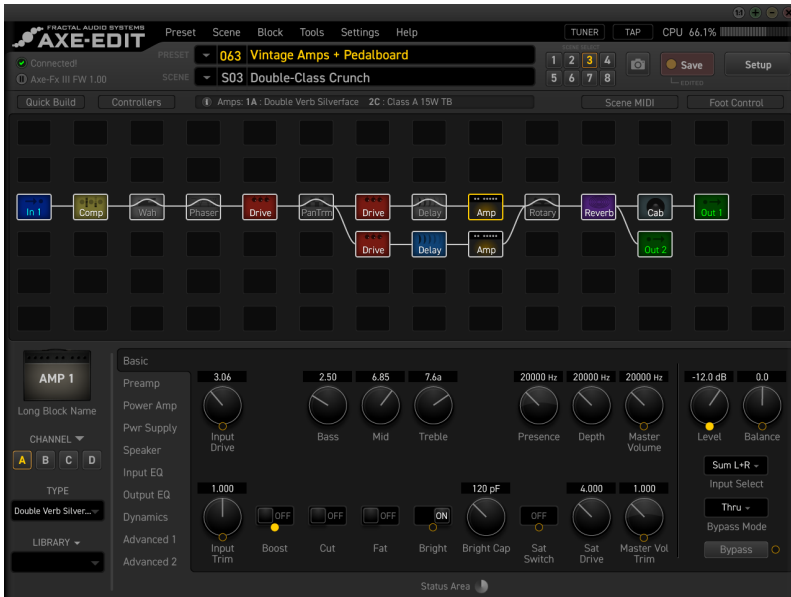 FRACTAL AUDIO SYSTEMS
AXE-EDIT
Preset Scene Block Tools Settings Help
TUNER TAP CPU 66.1%
Connected!
Axe-Fx III FW 1.00
PRESET 063 Vintage Amps + Pedalboard
SCENE S03 Double-Class Crunch
SCENE SELECT
1 2 3 4
5 6 7 8
Save
EDITED
Setup
Quick Build Controllers Amps: 1A : Double Verb Silverface 2C : Class A 15W TB Scene MIDI Foot Control
In 1 Comp Wah Phaser Drive PanTrm Drive Delay Amp Rotary Reverb Cab Out 1
Drive Delay Amp Out 2
AMP 1
Long Block Name
CHANNEL
A B C D
TYPE
Double Verb Silver...
LIBRARY
Basic
Preamp
Power Amp
Pwr Supply
Speaker
Input EQ
Output EQ
Dynamics
Advanced 1
Advanced 2
3.06 2.50 6.85 7.6a 20000 Hz 20000 Hz 20000 Hz -12.0 dB 0.0
Input Drive Bass Mid Treble Presence Depth Master Volume Level Balance
Sum L+R
Input Select
Thru
Bypass Mode
Bypass
1.000 120 pF 4.000 1.000
OFF OFF OFF ON OFF
Input Trim Boost Cut Fat Bright Bright Cap Sat Switch Sat Drive Master Vol Trim
Status Area